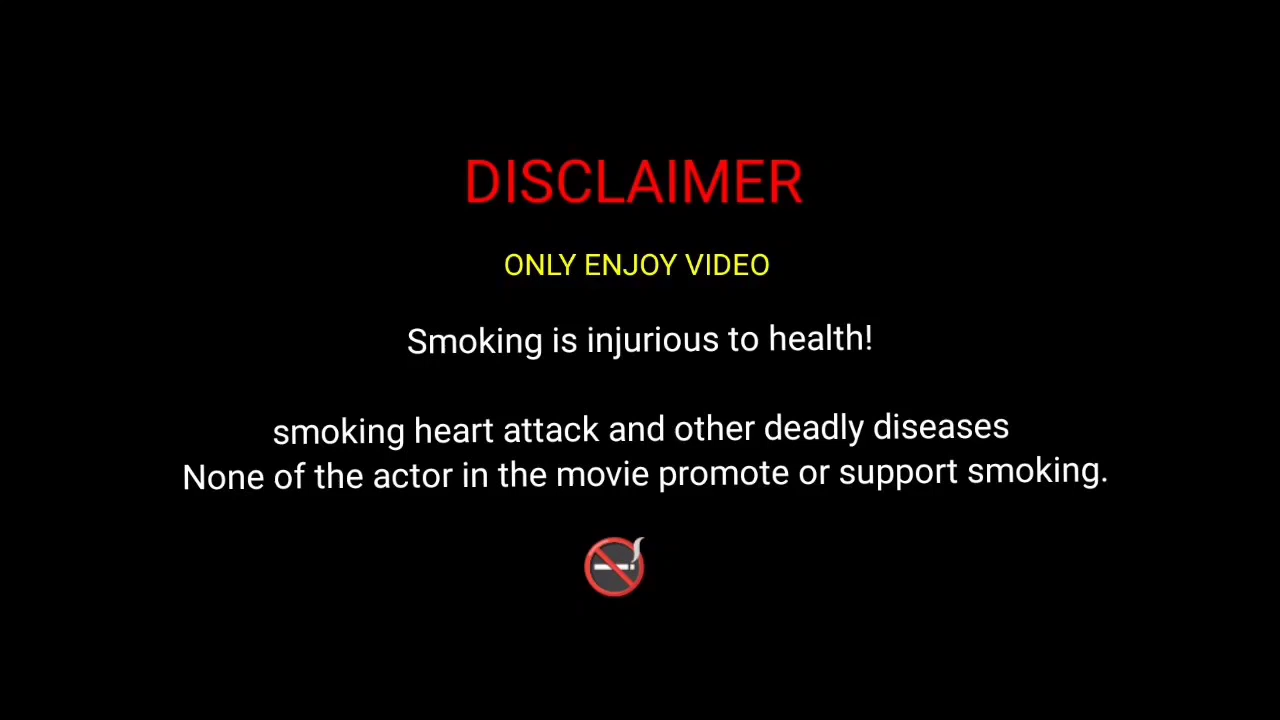 DISCLAIMER
ONLY ENJOY VIDEO
Smoking is injurious to health!
smoking heart attack and other deadly diseases
None of the actor in the movie promote or support smoking.